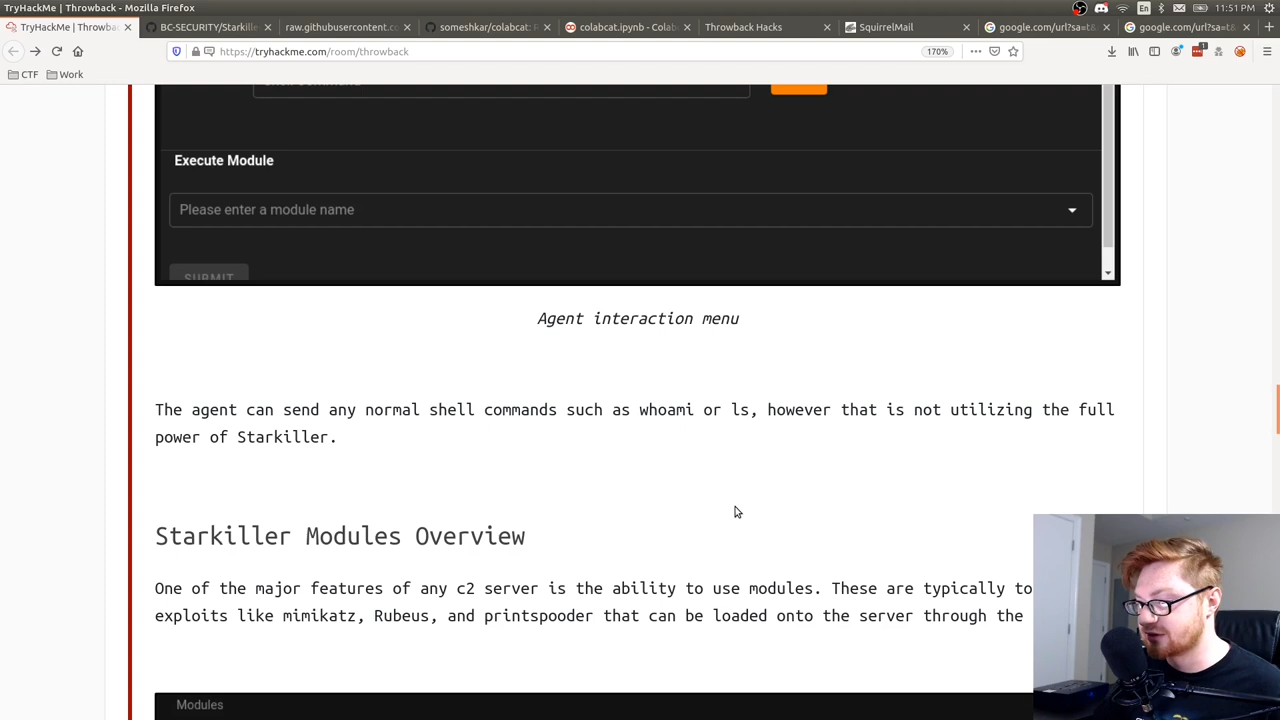 TryHackMe | Throwback - Mozilla Firefox
En
11:51 PM
TryHackMe | Throwb
BC-SECURITY/Starkille
raw.githubusercontent.co
someshkar/colabcat: R
colabcat.ipynb - Colab
Throwback Hacks
SquirrelMail
google.com/url?sa=t&
google.com/url?sa=t&
https://tryhackme.com/room/throwback
170%
CTF
Work
Execute Module
Please enter a module name
SUBMIT
Agent interaction menu
The agent can send any normal shell commands such as whoami or ls, however that is not utilizing the full
power of Starkiller.
Starkiller Modules Overview
One of the major features of any c2 server is the ability to use modules. These are typically to
exploits like mimikatz, Rubeus, and printspooder that can be loaded onto the server through the
Modules